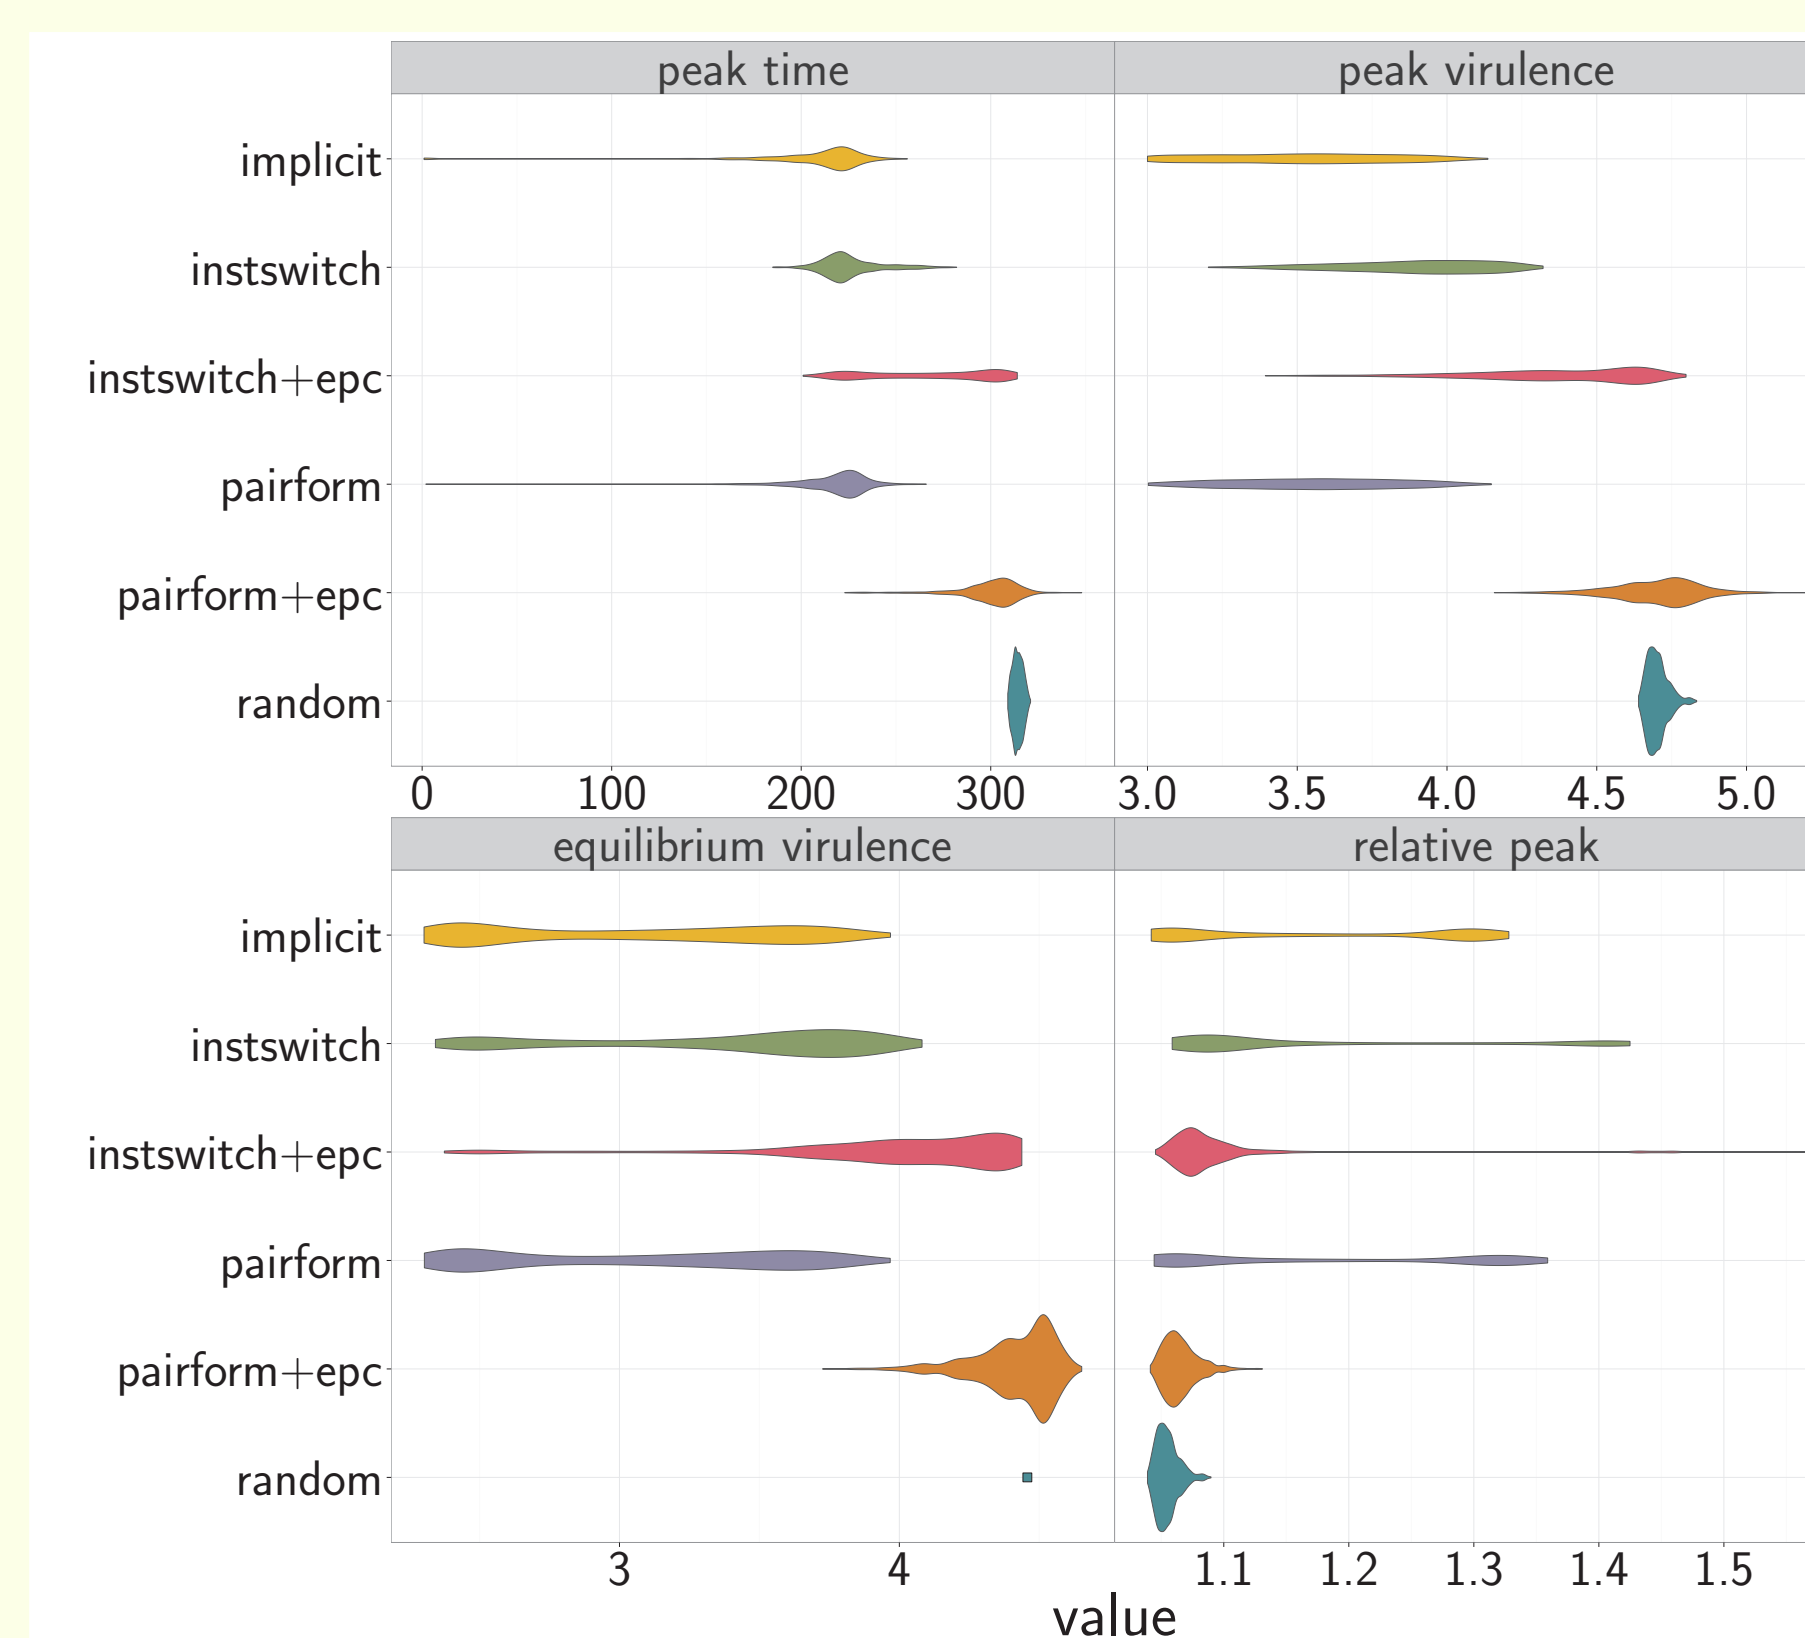 peak time peak virulence
implicit
instswitch
instswitch+epc
pairform
pairform+epc
random
0 100 200 300 3.0 3.5 4.0 4.5 5.0
equilibrium virulence relative peak
implicit
instswitch
instswitch+epc
pairform
pairform+epc
random
3 4 1.1 1.2 1.3 1.4 1.5
value